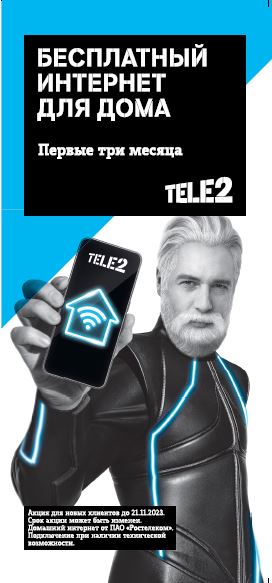 БЕСПЛАТНЫЙ
ИНТЕРНЕТ
ДЛЯ ДОМА
Первые три месяца
TELE2
TELE2
Акция для новых клиентов до 21.11.2023.
Срок акции может быть изменен.
Домашний интернет от ПАО «Ростелеком».
Подключение при наличии технической
возможности.